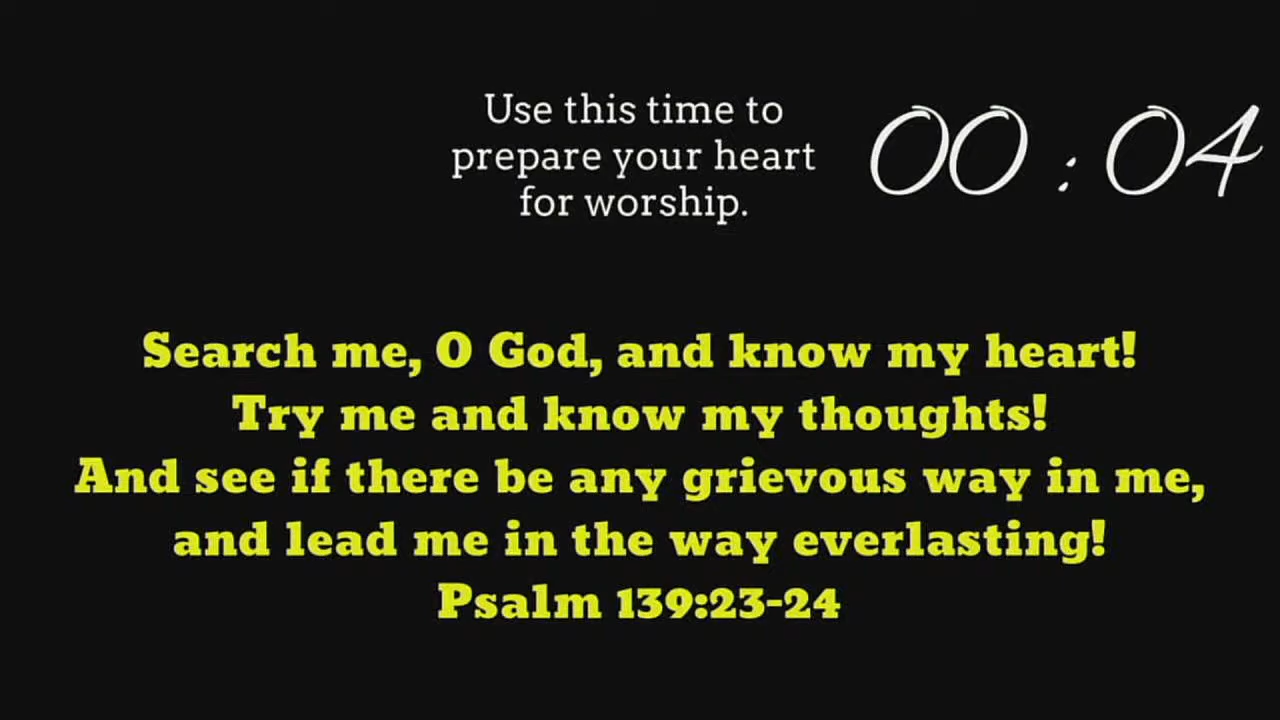 Use this time to
prepare your heart
for worship.
00 : 04
Search me, O God, and know my heart!
Try me and know my thoughts!
And see if there be any grievous way in me,
and lead me in the way everlasting!
Psalm 139:23-24